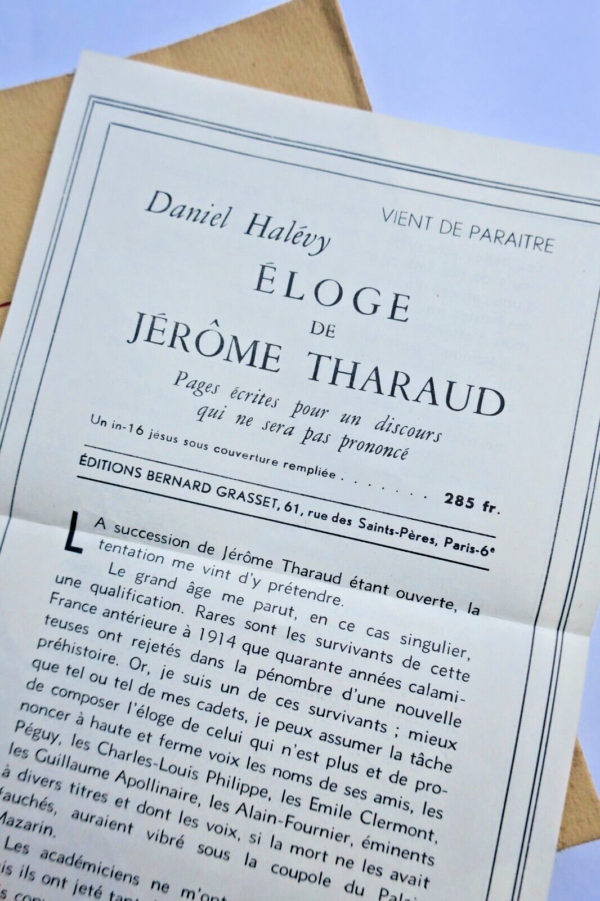 VIENT DE PARAITRE
Daniel Halévy
ÉLOGE
DE
JÉRÔME THARAUD
Pages écrites pour un discours
qui ne sera pas prononcé
Un in-16 jésus sous couverture rempliée . . . . . . . . 285 fr.
ÉDITIONS BERNARD GRASSET, 61, rue des Saints-Pères, Paris-6e
LA succession de Jérôme Tharaud étant ouverte, la
tentation me vint d'y prétendre.
Le grand âge me parut, en ce cas singulier,
une qualification. Rares sont les survivants de cette
France antérieure à 1914 que quarante années calami-
teuses ont rejetés dans la pénombre d'une nouvelle
préhistoire. Or, je suis un de ces survivants ; mieux
que tel ou tel de mes cadets, je peux assumer la tâche
de composer l'éloge de celui qui n'est plus et de pro-
noncer à haute et ferme voix les noms de ses amis, les
Péguy, les Charles-Louis Philippe, les Emile Clermont,
les Guillaume Apollinaire, les Alain-Fournier, éminents
à divers titres et dont les voix, si la mort ne les avait
fauchés, auraient vibré sous la coupole du
Mazarin.
Les académiciens ne
ils ont jeté